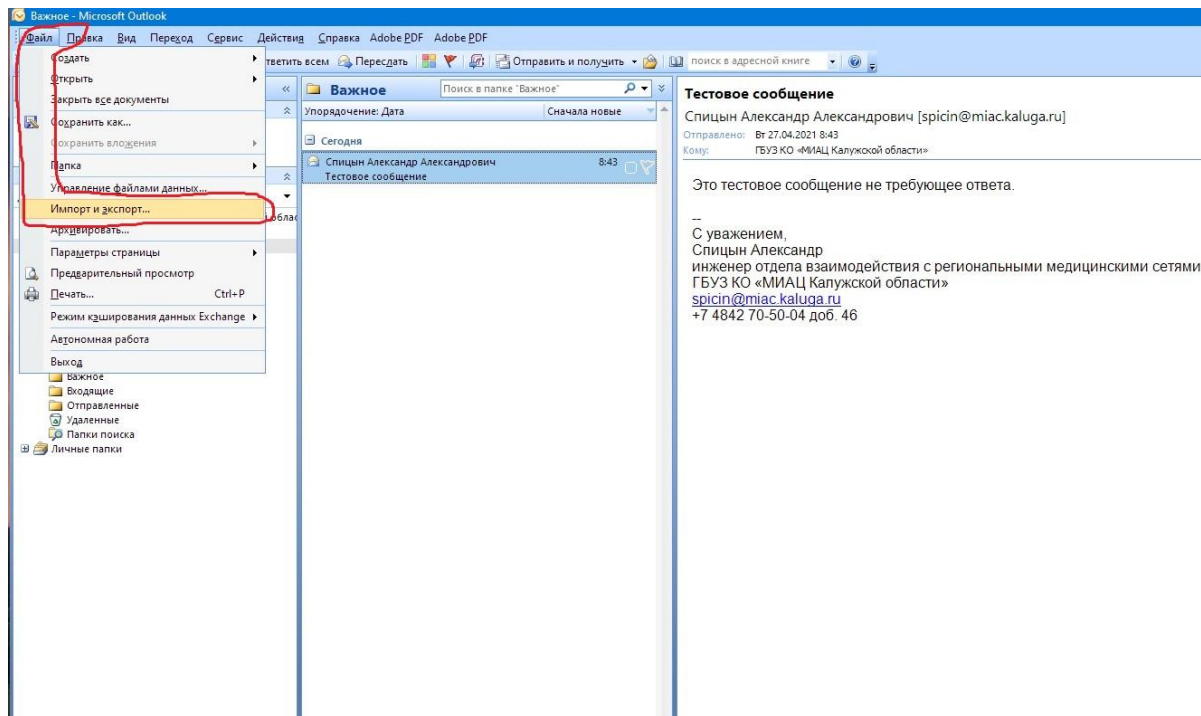 Важное - Microsoft Outlook
Файл Правка Вид Переход Сервис Действия Справка Adobe PDF Adobe PDF
ветить всем Переслать Отправить и получить поиск в адресной книге
Создать
Открыть
Закрыть все документы
Сохранить как...
Сохранить вложения
Папка
Управление файлами данных...
Импорт и экспорт...
Архивировать...
Параметры страницы
Предварительный просмотр
Печать... Ctrl+P
Режим кэширования данных Exchange
Автономная работа
Выход
Важное
Входящие
Отправленные
Удаленные
Папки поиска
Личные папки
Важное Поиск в папке "Важное"
Упорядочение: Дата Сначала новые
Сегодня
Спицын Александр Александрович 8:43
Тестовое сообщение
Тестовое сообщение
Спицын Александр Александрович [spicin@miac.kaluga.ru]
Отправлено: Вт 27.04.2021 8:43
Кому: ГБУЗ КО «МИАЦ Калужской области»
Это тестовое сообщение не требующее ответа.
--
С уважением,
Спицын Александр
инженер отдела взаимодействия с региональными медицинскими сетями
ГБУЗ КО «МИАЦ Калужской области»
spicin@miac.kaluga.ru
+7 4842 70-50-04 доб. 46